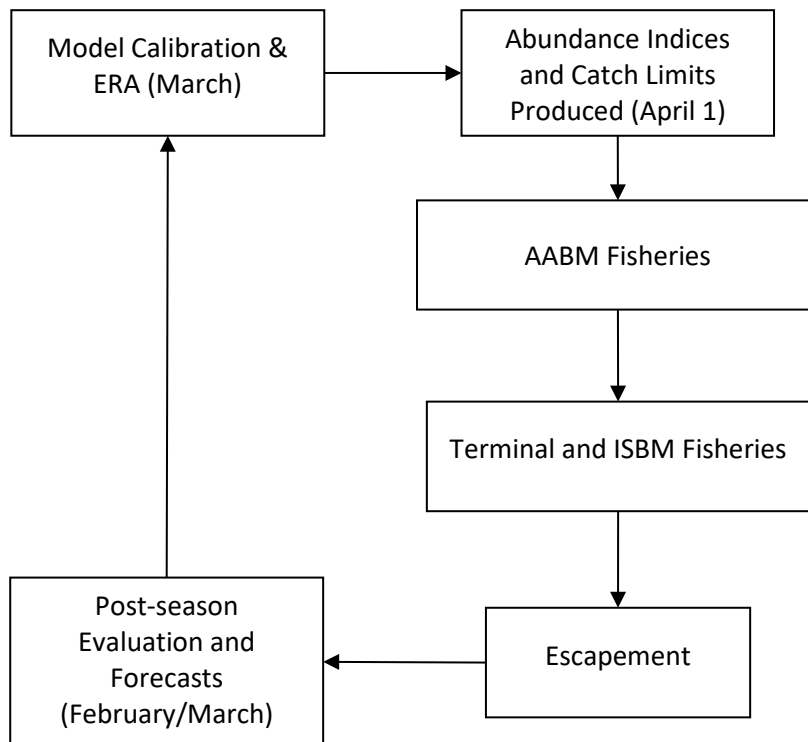 Model Calibration &
ERA (March)
Abundance Indices
and Catch Limits
Produced (April 1)
AABM Fisheries
Terminal and ISBM Fisheries
Escapement
Post-season
Evaluation and
Forecasts
(February/March)